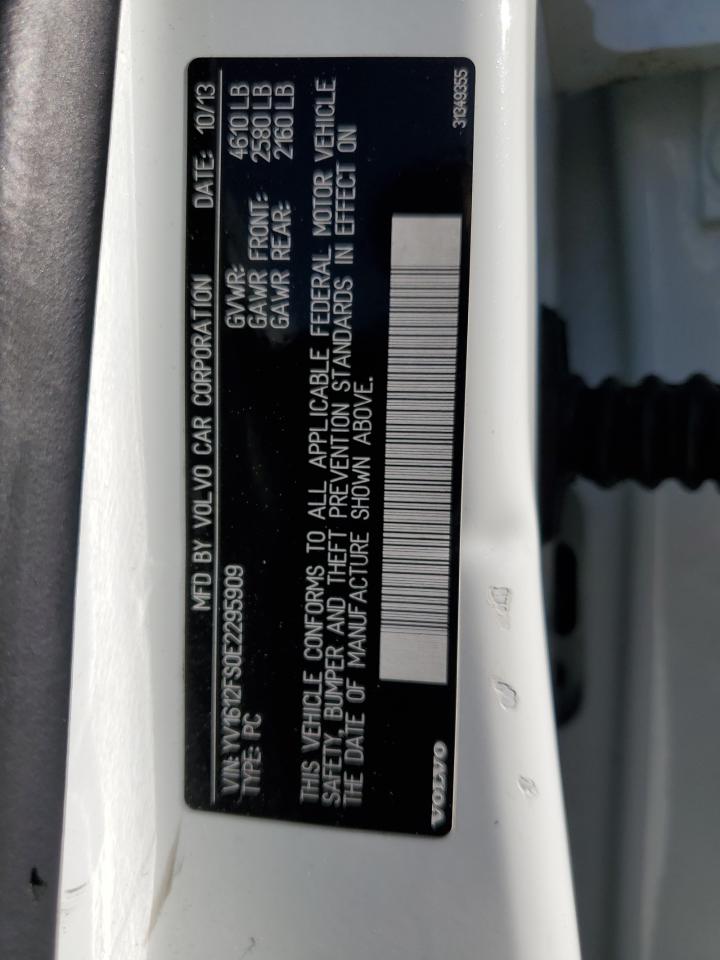 MFD BY VOLVO CAR CORPORATION DATE: 10/13
VIN: YV1612FS0E2295909 GVWR: 4610 LB
TYPE: PC GAWR FRONT: 2580 LB
GAWR REAR: 2160 LB
THIS VEHICLE CONFORMS TO ALL APPLICABLE FEDERAL MOTOR VEHICLE
SAFETY, BUMPER AND THEFT PREVENTION STANDARDS IN EFFECT ON
THE DATE OF MANUFACTURE SHOWN ABOVE.
VOLVO 31349355